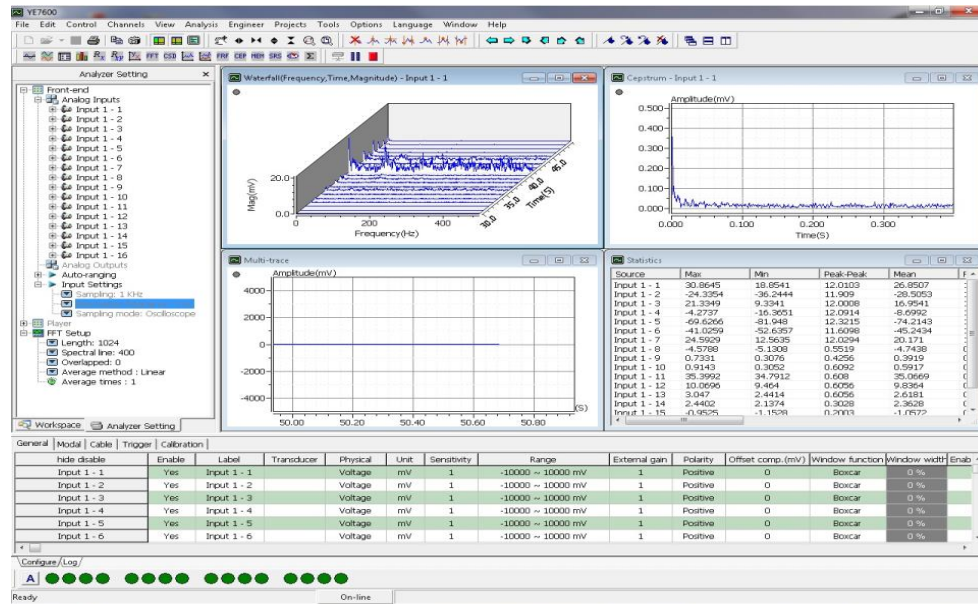 YE7600
File Edit Control Channels View Analysis Engineer Projects Tools Options Language Window Help
FFT CSD FRF CEP MEM SRS
Analyzer Setting
Front-end
Analog Inputs
Input 1 - 1
Input 1 - 2
Input 1 - 3
Input 1 - 4
Input 1 - 5
Input 1 - 6
Input 1 - 7
Input 1 - 8
Input 1 - 9
Input 1 - 10
Input 1 - 11
Input 1 - 12
Input 1 - 13
Input 1 - 14
Input 1 - 15
Input 1 - 16
Analog Outputs
Auto-ranging
Input Settings
Sampling: 1 KHz
Sampling mode: Oscilloscope
Player
FFT Setup
Length: 1024
Spectral line: 400
Overlapped: 0
Average method : Linear
Average times : 1
Workspace Analyzer Setting
Waterfall(Frequency,Time,Magnitude) - Input 1 - 1
Mag(mV)
20.0
0.0
0 200 400
Frequency(Hz)
30.0 35.0 40.0 45.0
Time(S)
Cepstrum - Input 1 - 1
Amplitude(mV)
0.500
0.400
0.300
0.200
0.100
0.000
0.000 0.100 0.200 0.300
Time(S)
Multi-trace
Amplitude(mV)
4000
2000
0
-2000
-4000
50.00 50.20 50.40 50.60 50.80
(S)
Statistics
Source Max Min Peak-Peak Mean
Input 1 - 1 30.8645 18.8541 12.0103 26.8507
Input 1 - 2 -24.3354 -36.2444 11.909 -28.5053
Input 1 - 3 21.3349 9.3341 12.0008 16.9541
Input 1 - 4 -4.2737 -16.3651 12.0914 -8.6992
Input 1 - 5 -69.6266 -81.948 12.3215 -74.2143
Input 1 - 6 -41.0259 -52.6357 11.6098 -45.2434
Input 1 - 7 24.5929 12.5635 12.0294 20.171
Input 1 - 8 -4.5788 -5.1308 0.5519 -4.7438
Input 1 - 9 0.7331 0.3076 0.4256 0.3919
Input 1 - 10 0.9143 0.3052 0.6092 0.5917
Input 1 - 11 35.3992 34.7912 0.608 35.0669
Input 1 - 12 10.0696 9.464 0.6056 9.8364
Input 1 - 13 3.047 2.4414 0.6056 2.6181
Input 1 - 14 2.4402 2.1374 0.3028 2.3628
Input 1 - 15 -0.9525 -1.1528 0.2003 -1.0572
General Modal Cable Trigger Calibration
hide disable Enable Label Transducer Physical Unit Sensitivity Range External gain Polarity Offset comp.(mV) Window function Window width Enab
Input 1 - 1 Yes Input 1 - 1 Voltage mV 1 -10000 ~ 10000 mV 1 Positive 0 Boxcar 0 %
Input 1 - 2 Yes Input 1 - 2 Voltage mV 1 -10000 ~ 10000 mV 1 Positive 0 Boxcar 0 %
Input 1 - 3 Yes Input 1 - 3 Voltage mV 1 -10000 ~ 10000 mV 1 Positive 0 Boxcar 0 %
Input 1 - 4 Yes Input 1 - 4 Voltage mV 1 -10000 ~ 10000 mV 1 Positive 0 Boxcar 0 %
Input 1 - 5 Yes Input 1 - 5 Voltage mV 1 -10000 ~ 10000 mV 1 Positive 0 Boxcar 0 %
Input 1 - 6 Yes Input 1 - 6 Voltage mV 1 -10000 ~ 10000 mV 1 Positive 0 Boxcar 0 %
Configure Log
A
Ready On-line